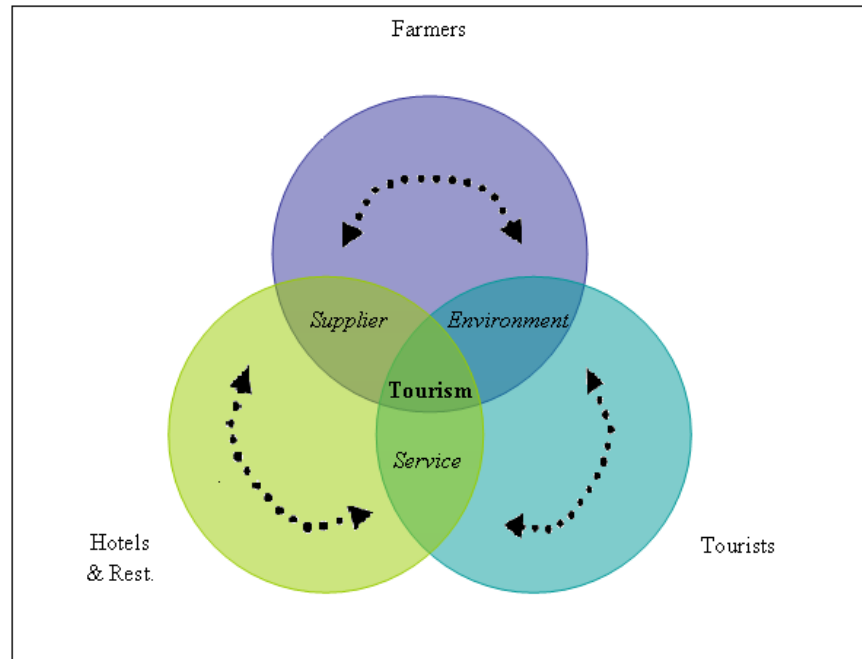 Farmers
Supplier
Environment
Tourism
Service
Hotels
& Rest.
Tourists